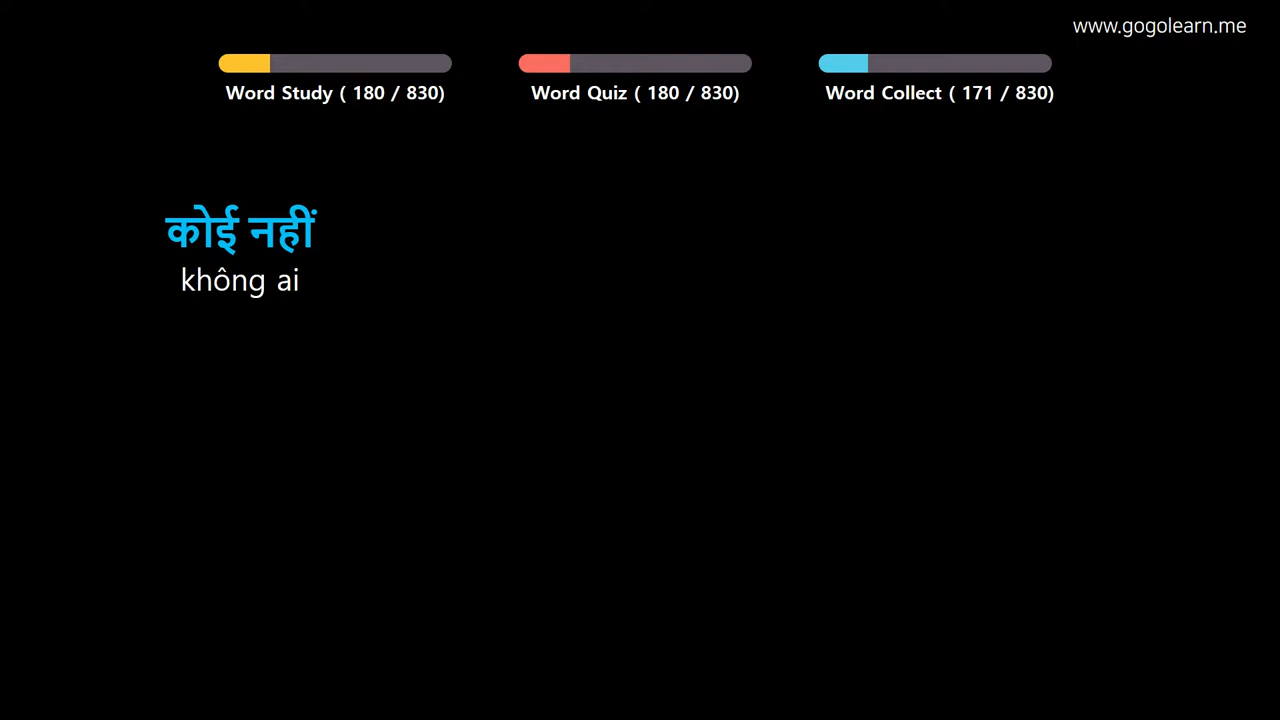 www.gogolearn.me
Word Study ( 180 / 830)
Word Quiz ( 180 / 830)
Word Collect ( 171 / 830)
कोई नहीं
không ai